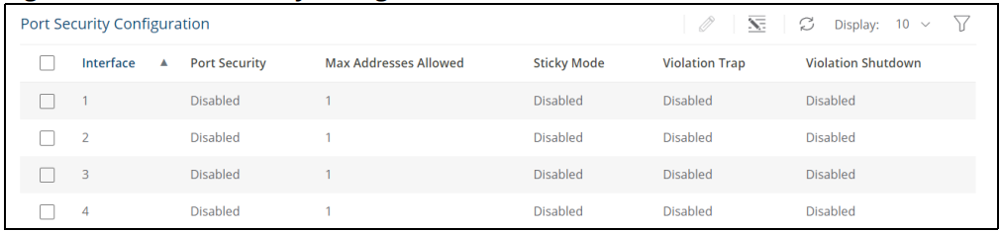 Port Security Configuration Display: 10
Interface ▲ Port Security Max Addresses Allowed Sticky Mode Violation Trap Violation Shutdown
1 Disabled 1 Disabled Disabled Disabled
2 Disabled 1 Disabled Disabled Disabled
3 Disabled 1 Disabled Disabled Disabled
4 Disabled 1 Disabled Disabled Disabled